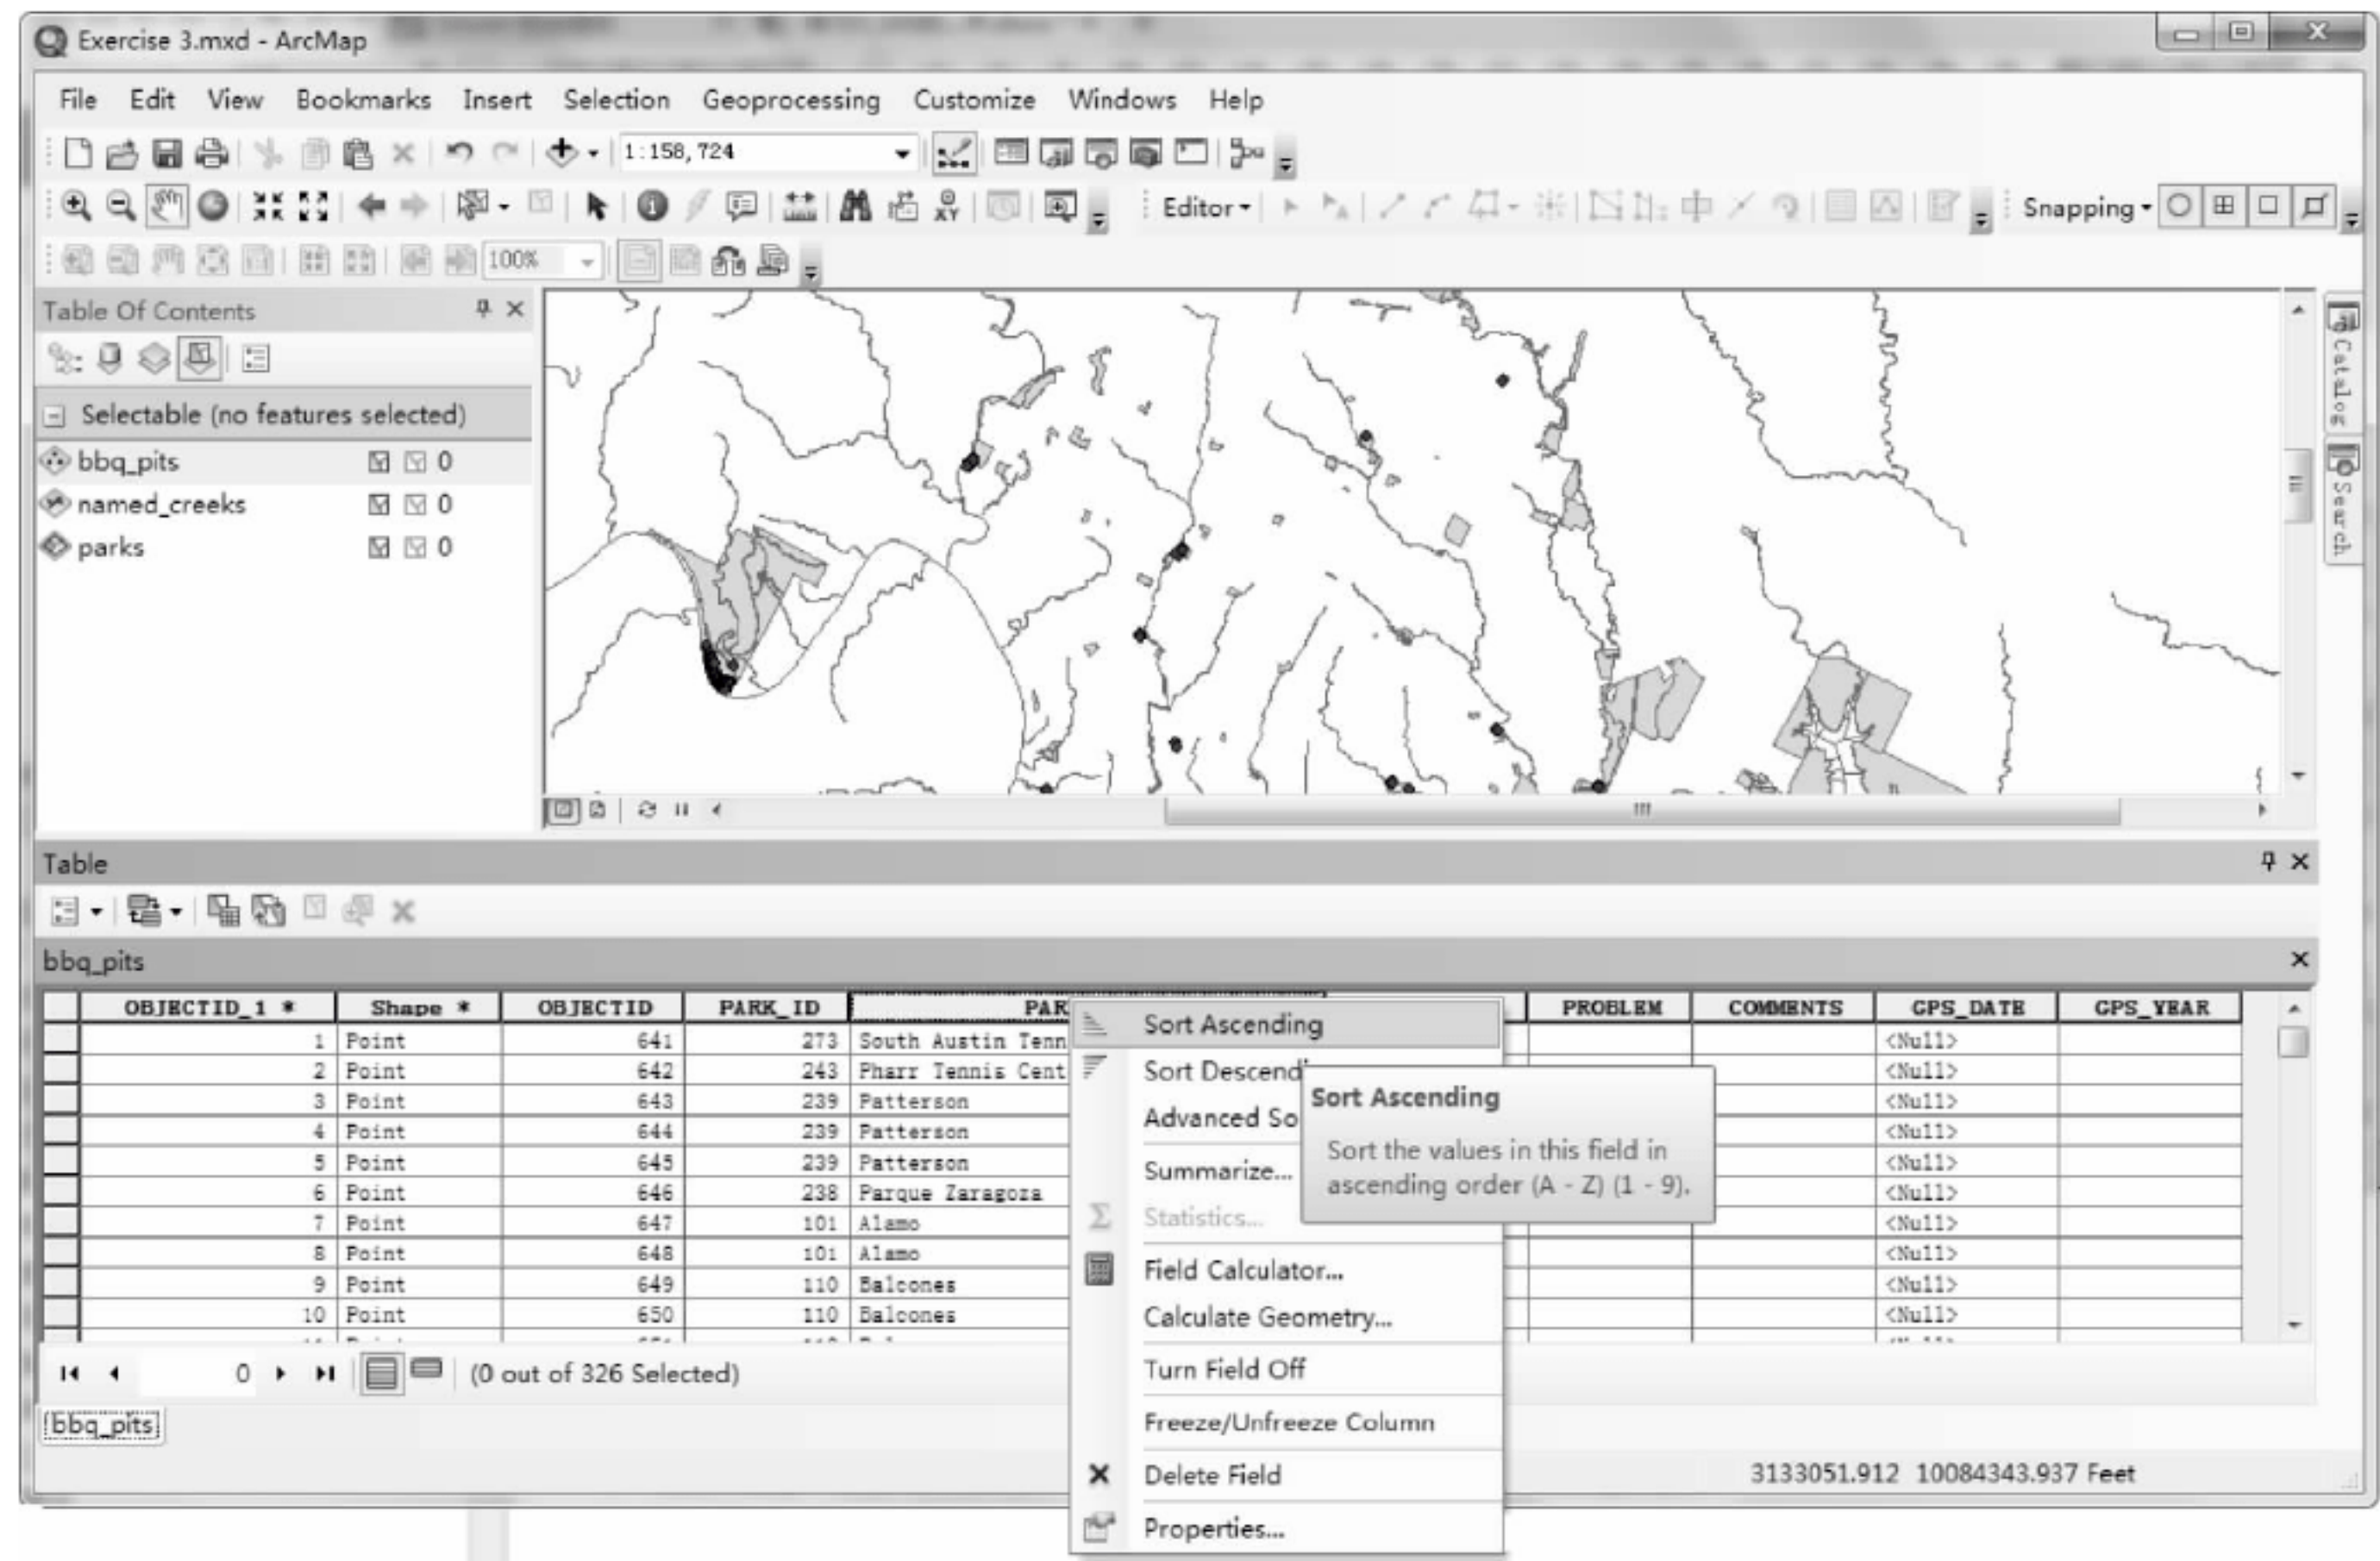 Exercise 3.mxd - ArcMap
File Edit View Bookmarks Insert Selection Geoprocessing Customize Windows Help
1:158,724
XY Editor Snapping
100%
Table Of Contents
Selectable (no features selected)
bbq_pits 0
named_creeks 0
parks 0
Catalog
Search
Table
bbq_pits
OBJECTID_1 * Shape * OBJECTID PARK_ID PAR PROBLEM COMMENTS GPS_DATE GPS_YEAR
1 Point 641 273 South Austin Tenn <Null>
2 Point 642 243 Pharr Tennis Cent <Null>
3 Point 643 239 Patterson <Null>
4 Point 644 239 Patterson <Null>
5 Point 645 239 Patterson <Null>
6 Point 646 238 Parque Zaragoza <Null>
7 Point 647 101 Alamo <Null>
8 Point 648 101 Alamo <Null>
9 Point 649 110 Balcones <Null>
10 Point 650 110 Balcones <Null>
Sort Ascending
Sort Descendi
Advanced So
Summarize...
Statistics...
Field Calculator...
Calculate Geometry...
Turn Field Off
Freeze/Unfreeze Column
Delete Field
Properties...
Sort Ascending
Sort the values in this field in
ascending order (A - Z) (1 - 9).
0 (0 out of 326 Selected)
bbq_pits
3133051.912 10084343.937 Feet